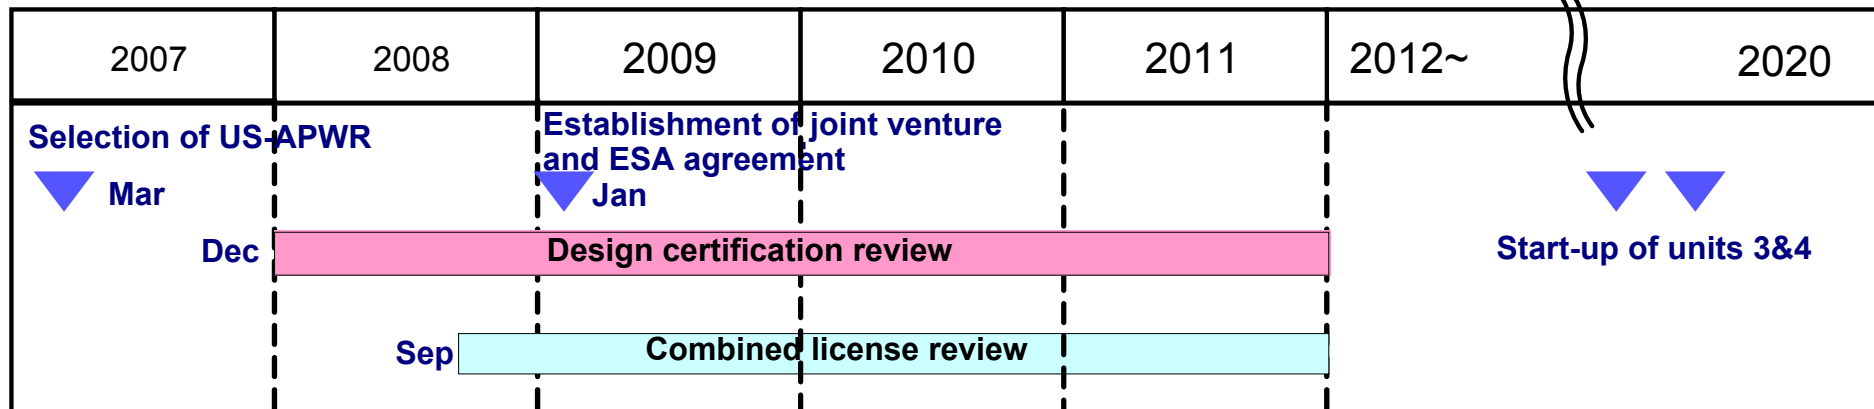 2007 2008 2009 2010 2011 2012~ 2020
Selection of US-APWR
Mar
Establishment of joint venture
and ESA agreement
Jan
Dec
Design certification review
Start-up of units 3&4
Sep
Combined license review